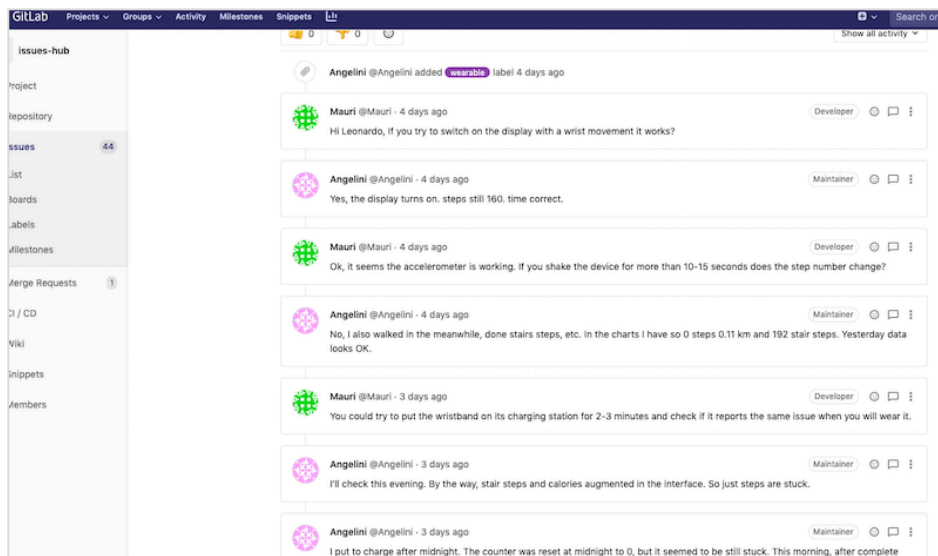 GitLab Projects Groups Activity Milestones Snippets Search or
issues-hub
Project
Repository
Issues 44
List
Boards
Labels
Milestones
Merge Requests 1
CI / CD
Wiki
Snippets
Members
0 0 Show all activity
Angelini @Angelini added wearable label 4 days ago
Mauri @Mauri · 4 days ago Developer
Hi Leonardo, If you try to switch on the display with a wrist movement it works?
Angelini @Angelini · 4 days ago Maintainer
Yes, the display turns on. steps still 160. time correct.
Mauri @Mauri · 4 days ago Developer
Ok, it seems the accelerometer is working. If you shake the device for more than 10-15 seconds does the step number change?
Angelini @Angelini · 4 days ago Maintainer
No, I also walked in the meanwhile, done stairs steps, etc. In the charts I have so 0 steps 0.11 km and 192 stair steps. Yesterday data
looks OK.
Mauri @Mauri · 3 days ago Developer
You could try to put the wristband on its charging station for 2-3 minutes and check if it reports the same issue when you will wear it.
Angelini @Angelini · 3 days ago Maintainer
I'll check this evening. By the way, stair steps and calories augmented in the interface. So just steps are stuck.
Angelini @Angelini · 3 days ago Maintainer
I put to charge after midnight. The counter was reset at midnight to 0, but it seemed to be still stuck. This morning, after complete